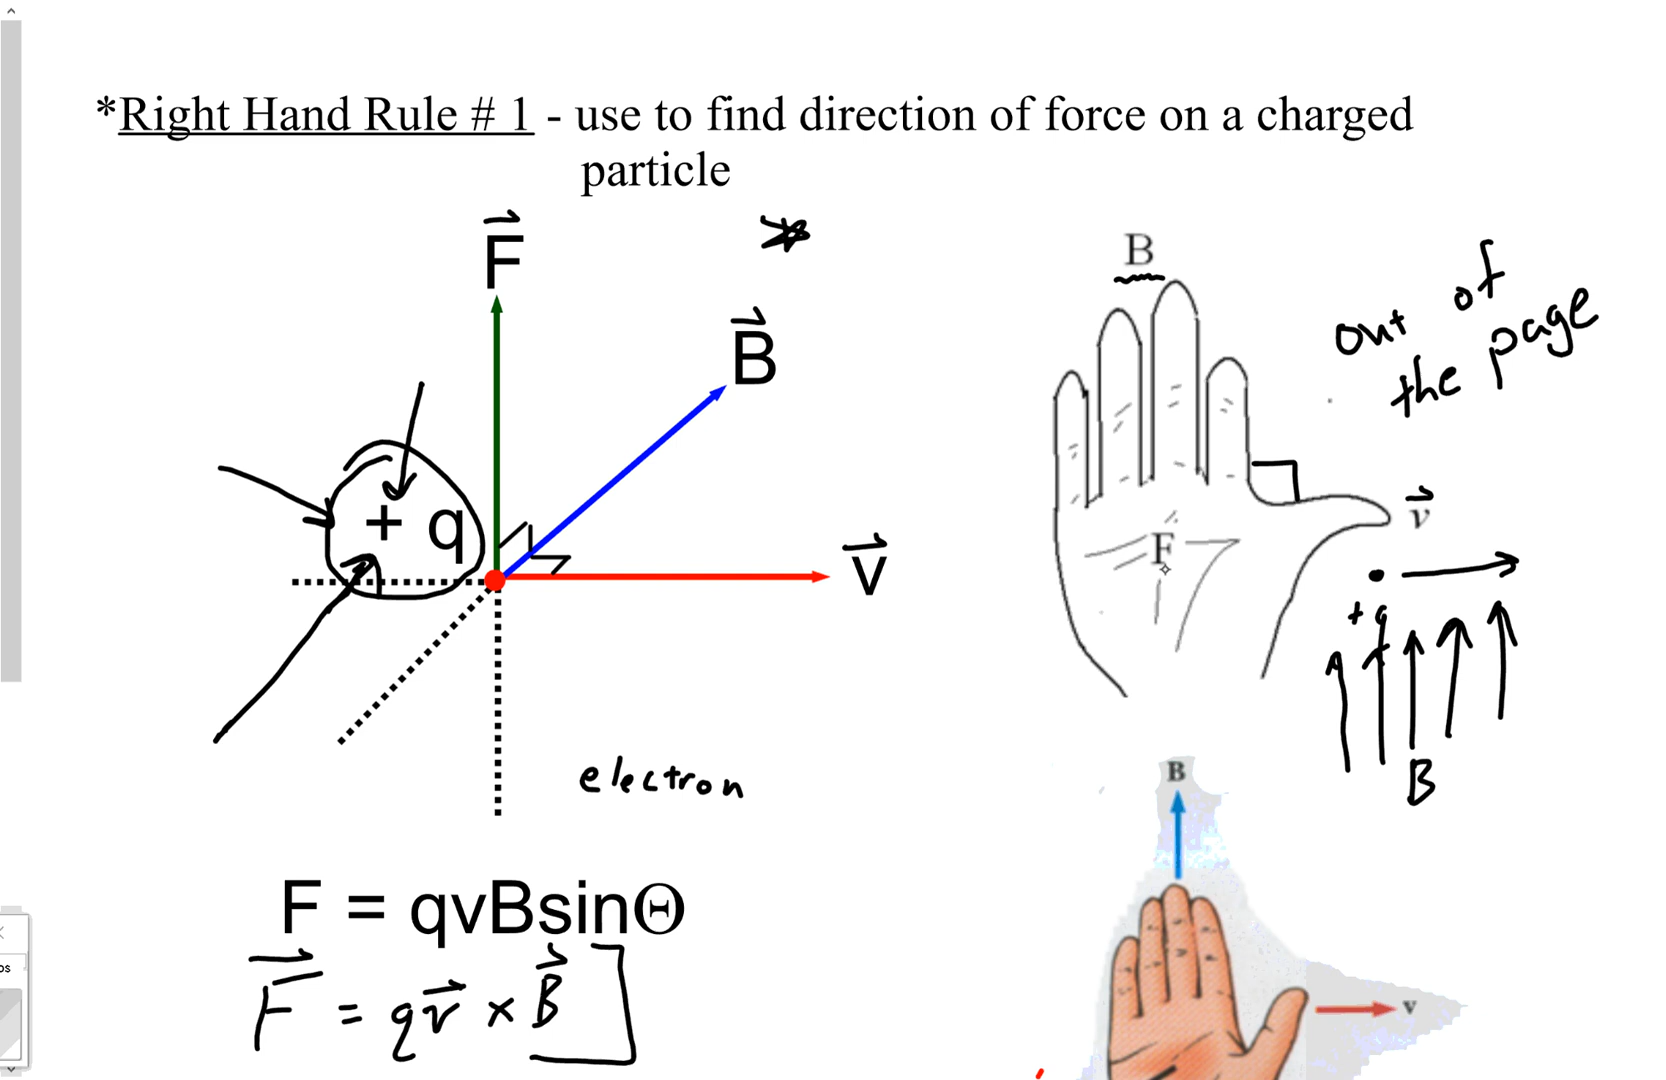 *Right Hand Rule # 1 - use to find direction of force on a charged
particle
F
B
v
+ q
electron
F = qvBsinΘ
F = qv × B
B
out of
the page
v
F
+q
B
B
v
os